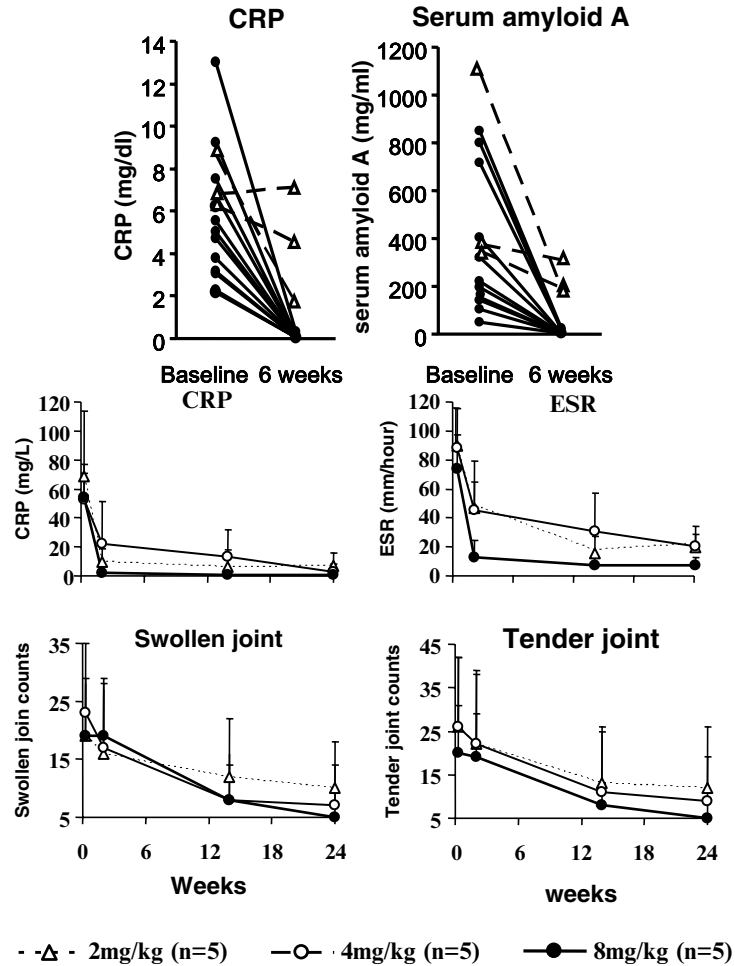 CRP
Serum amyloid A
CRP (mg/dl)
14
12
10
8
6
4
2
0
Baseline 6 weeks
serum amyloid A (mg/ml)
1200
1000
800
600
400
200
0
Baseline 6 weeks
CRP
CRP (mg/L)
120
100
80
60
40
20
0
ESR
ESR (mm/hour)
120
100
80
60
40
20
0
Swollen joint
Swollen join counts
35
25
15
5
0 6 12 18 24
Weeks
Tender joint
Tender joint counts
45
35
25
15
5
0 6 12 18 24
weeks
2mg/kg (n=5) 4mg/kg (n=5) 8mg/kg (n=5)